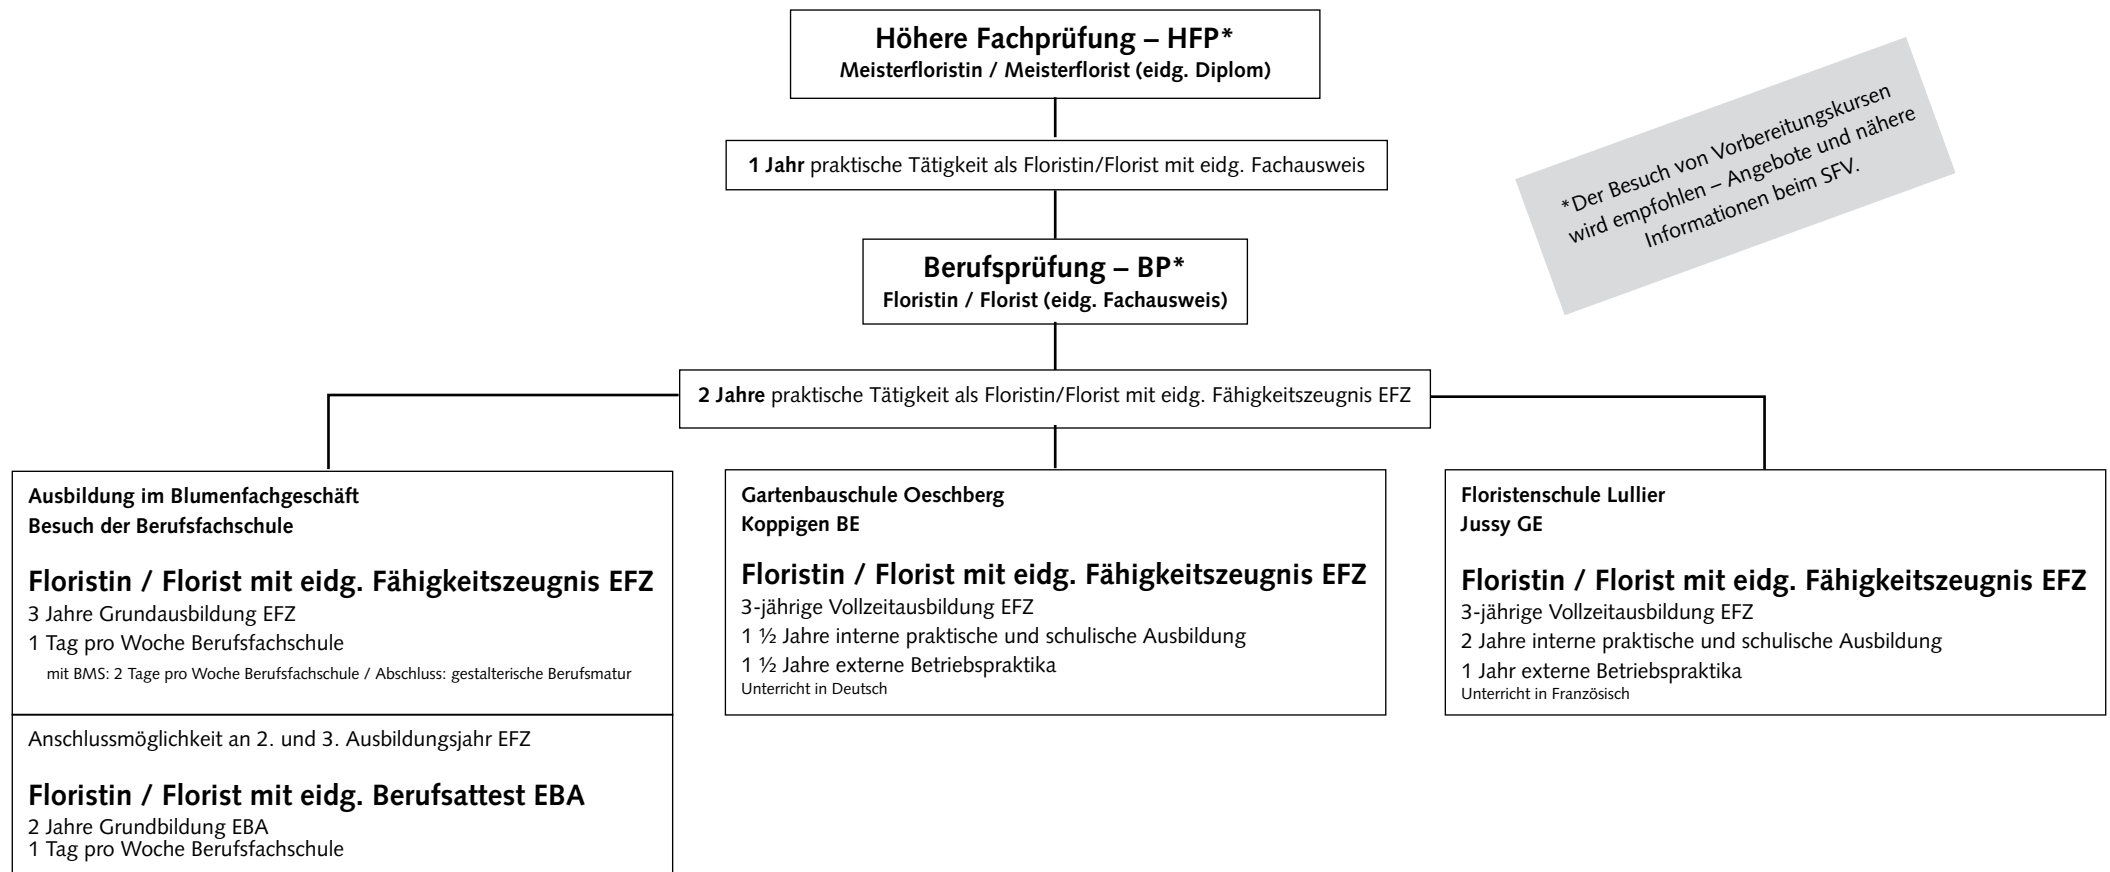 Höhere Fachprüfung – HFP*
Meisterfloristin / Meisterflorist (eidg. Diplom)
*Der Besuch von Vorbereitungskursen
wird empfohlen – Angebote und nähere
Informationen beim SFV.
1 Jahr praktische Tätigkeit als Floristin/Florist mit eidg. Fachausweis
Berufsprüfung – BP*
Floristin / Florist (eidg. Fachausweis)
2 Jahre praktische Tätigkeit als Floristin/Florist mit eidg. Fähigkeitszeugnis EFZ
Ausbildung im Blumenfachgeschäft
Besuch der Berufsfachschule
Floristin / Florist mit eidg. Fähigkeitszeugnis EFZ
3 Jahre Grundausbildung EFZ
1 Tag pro Woche Berufsfachschule
mit BMS: 2 Tage pro Woche Berufsfachschule / Abschluss: gestalterische Berufsmatur
Anschlussmöglichkeit an 2. und 3. Ausbildungsjahr EFZ
Floristin / Florist mit eidg. Berufsattest EBA
2 Jahre Grundbildung EBA
1 Tag pro Woche Berufsfachschule
Gartenbauschule Oeschberg
Koppigen BE
Floristin / Florist mit eidg. Fähigkeitszeugnis EFZ
3-jährige Vollzeitausbildung EFZ
1 ½ Jahre interne praktische und schulische Ausbildung
1 ½ Jahre externe Betriebspraktika
Unterricht in Deutsch
Floristenschule Lullier
Jussy GE
Floristin / Florist mit eidg. Fähigkeitszeugnis EFZ
3-jährige Vollzeitausbildung EFZ
2 Jahre interne praktische und schulische Ausbildung
1 Jahr externe Betriebspraktika
Unterricht in Französisch